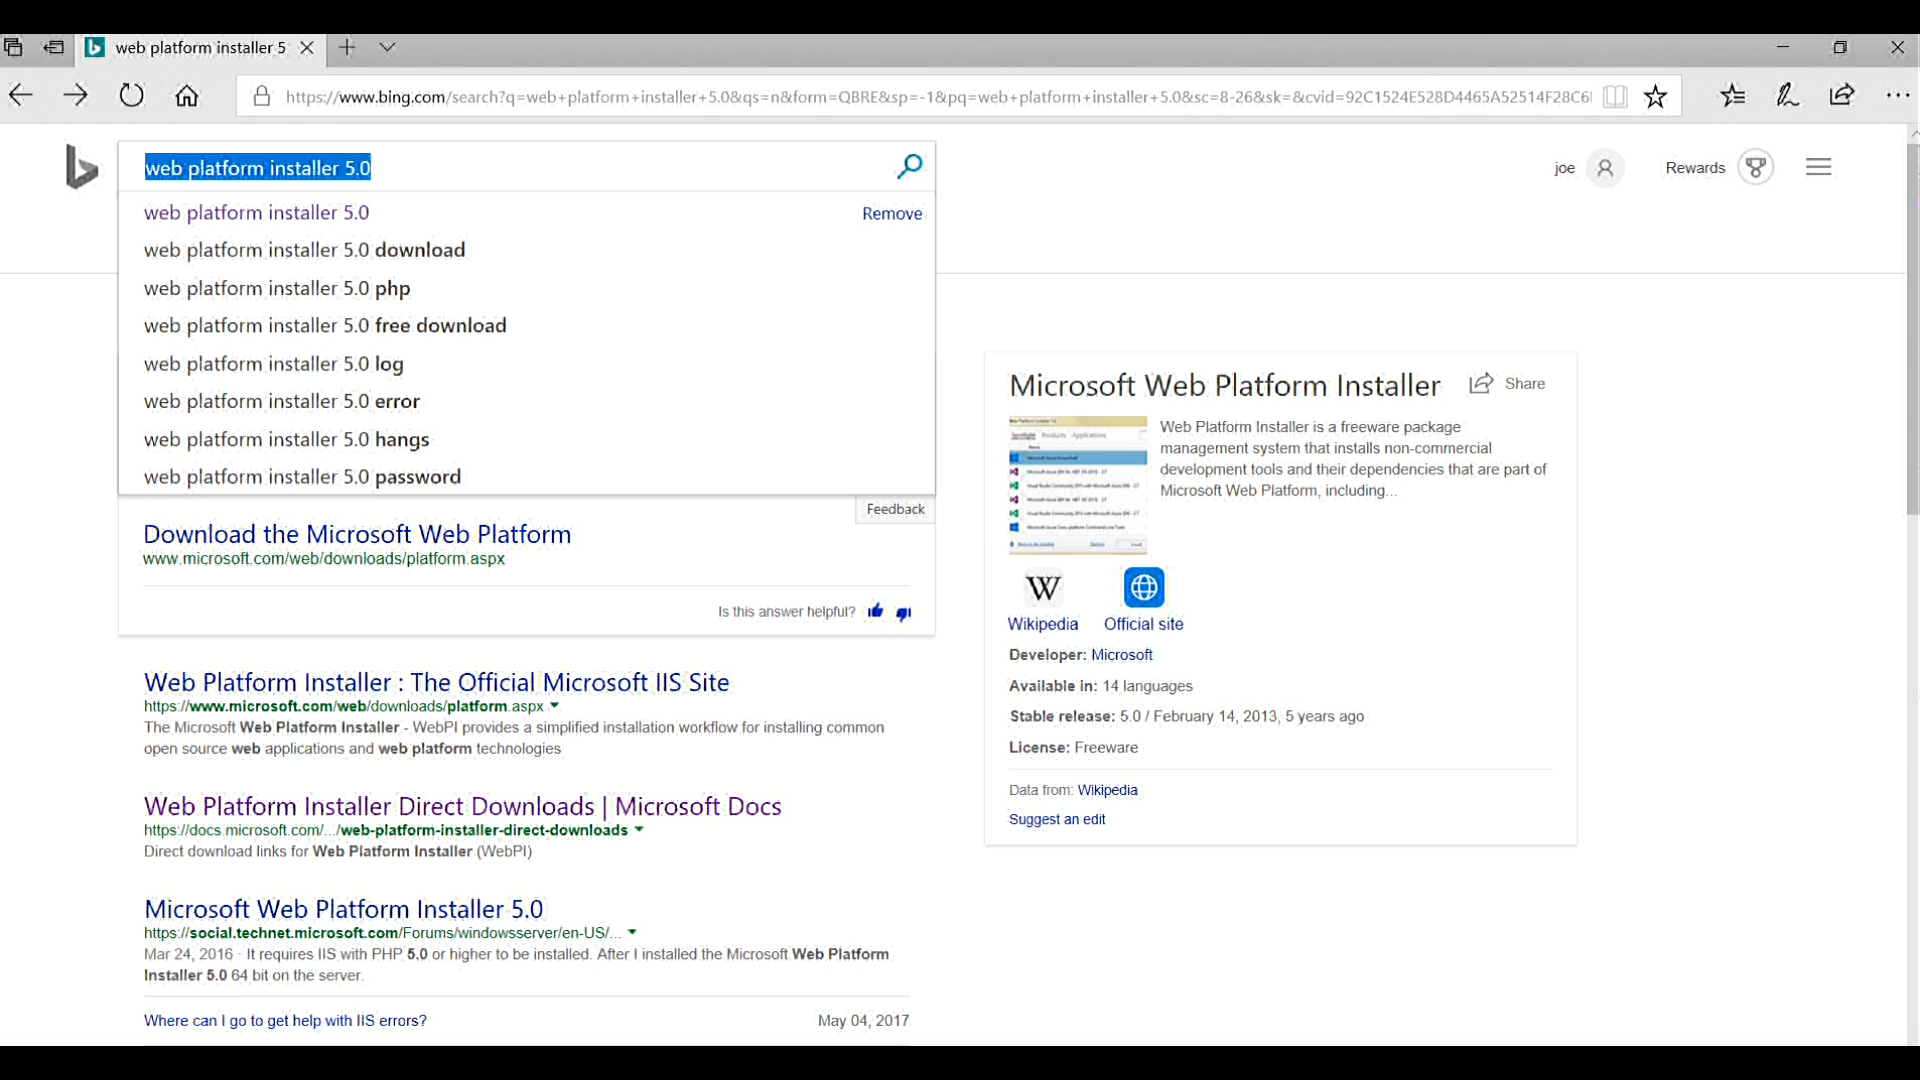 web platform installer 5
https://www.bing.com/search?q=web+platform+installer+5.0&qs=n&form=QBRE&sp=-1&pq=web+platform+installer+5.0&sc=8-26&sk=&cvid=92C1524E528D4465A52514F28C6
web platform installer 5.0
joe
Rewards
web platform installer 5.0
Remove
web platform installer 5.0 download
web platform installer 5.0 php
web platform installer 5.0 free download
web platform installer 5.0 log
web platform installer 5.0 error
web platform installer 5.0 hangs
web platform installer 5.0 password
Feedback
Download the Microsoft Web Platform
www.microsoft.com/web/downloads/platform.aspx
Is this answer helpful?
Web Platform Installer : The Official Microsoft IIS Site
https://www.microsoft.com/web/downloads/platform.aspx
The Microsoft Web Platform Installer - WebPI provides a simplified installation workflow for installing common
open source web applications and web platform technologies
Web Platform Installer Direct Downloads | Microsoft Docs
https://docs.microsoft.com/.../web-platform-installer-direct-downloads
Direct download links for Web Platform Installer (WebPI)
Microsoft Web Platform Installer 5.0
https://social.technet.microsoft.com/Forums/windowsserver/en-US/...
Mar 24, 2016 · It requires IIS with PHP 5.0 or higher to be installed. After I installed the Microsoft Web Platform
Installer 5.0 64 bit on the server.
Where can I go to get help with IIS errors?
May 04, 2017
Microsoft Web Platform Installer
Share
Web Platform Installer is a freeware package
management system that installs non-commercial
development tools and their dependencies that are part of
Microsoft Web Platform, including...
Products Applications
W
Wikipedia
Official site
Developer: Microsoft
Available in: 14 languages
Stable release: 5.0 / February 14, 2013, 5 years ago
License: Freeware
Data from: Wikipedia
Suggest an edit